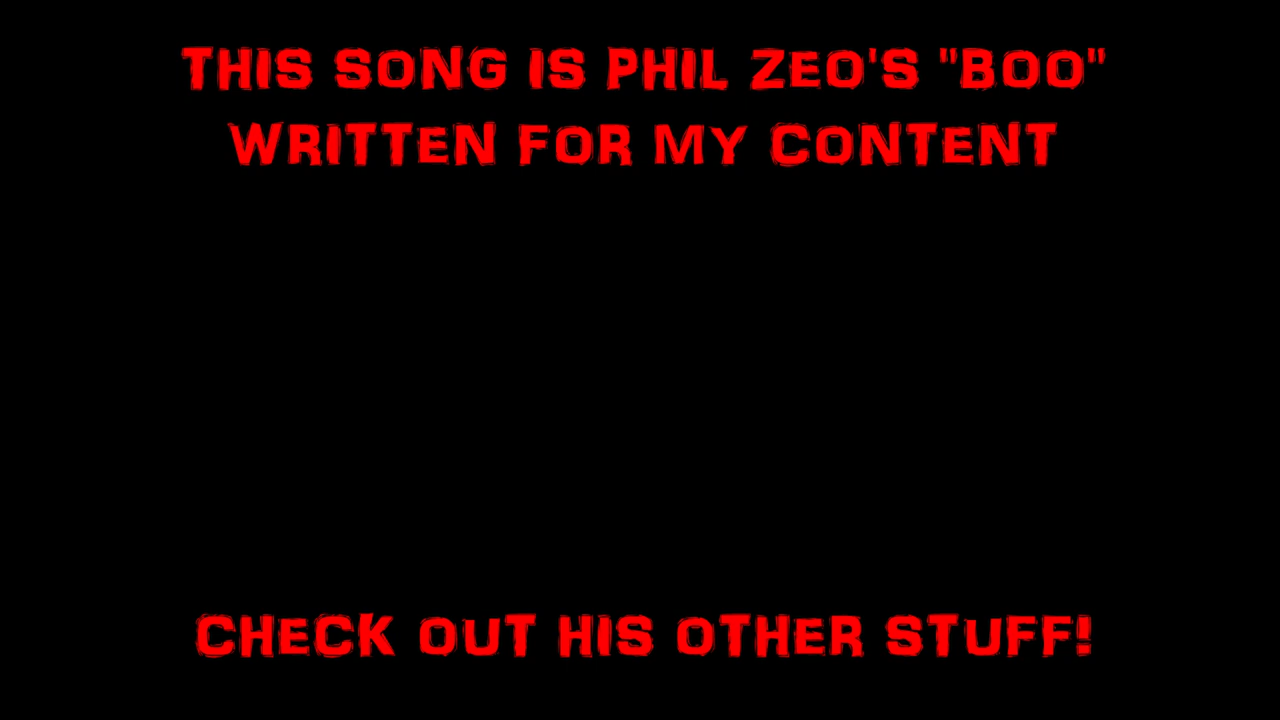 THIS SONG IS PHIL ZEO'S "BOO"
WRITTEN FOR MY CONTENT
CHECK OUT HIS OTHER STUFF!